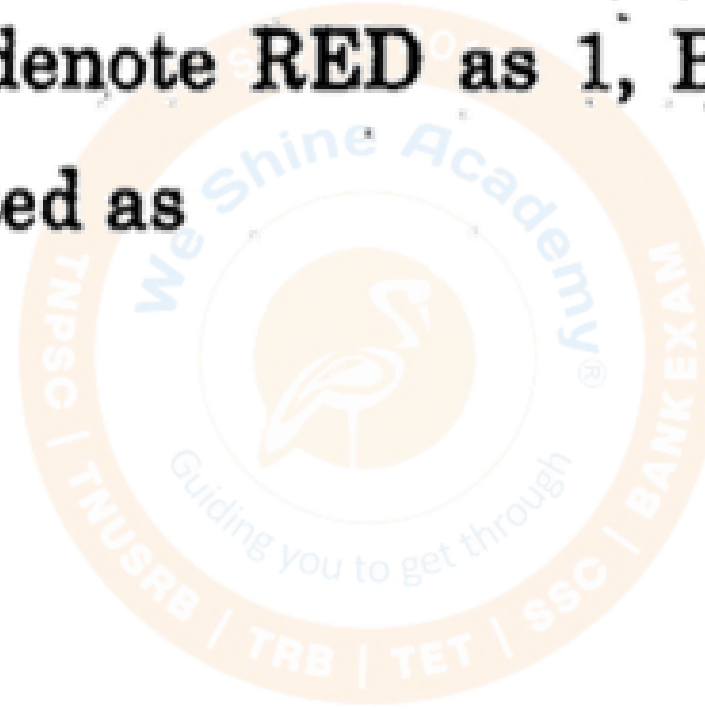 denote RED as 1,
ed as
We Shine Academy®
Guiding you to get through
TNPSC | TNUSRB | TRB | TET | SSC | BANK EXAM